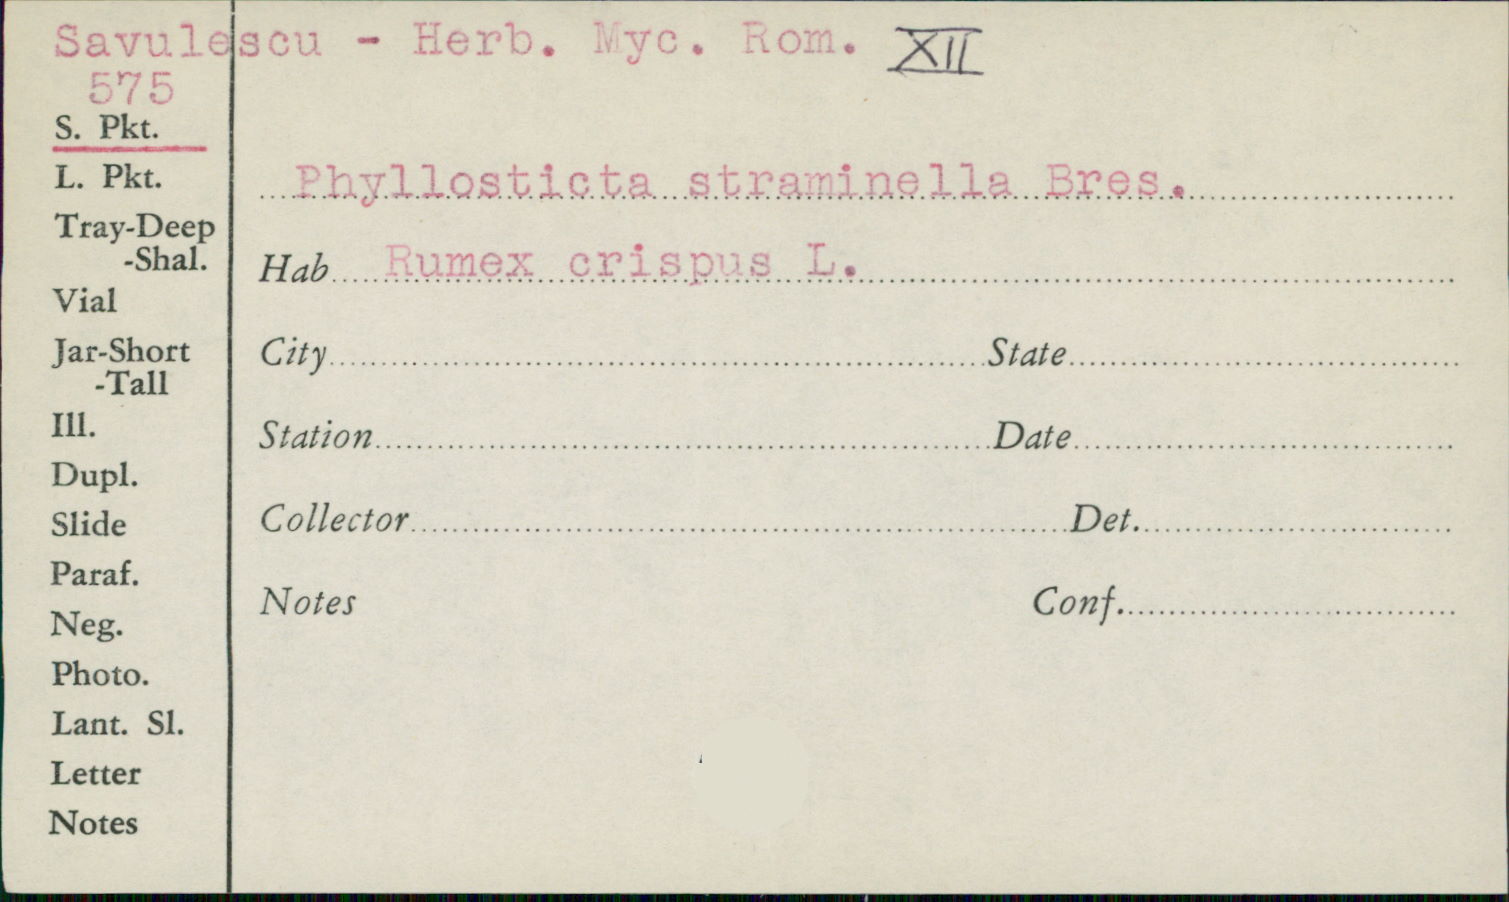 Savulescu - Herb. Myc. Rom. XII
575
S. Pkt.
L. Pkt.
Tray-Deep
-Shal.
Vial
Jar-Short
-Tall
Ill.
Dupl.
Slide
Paraf.
Neg.
Photo.
Lant. Sl.
Letter
Notes
Phyllosticta straminella Bres.
Hab Rumex crispus L.
City State
Station Date
Collector Det.
Notes Conf.